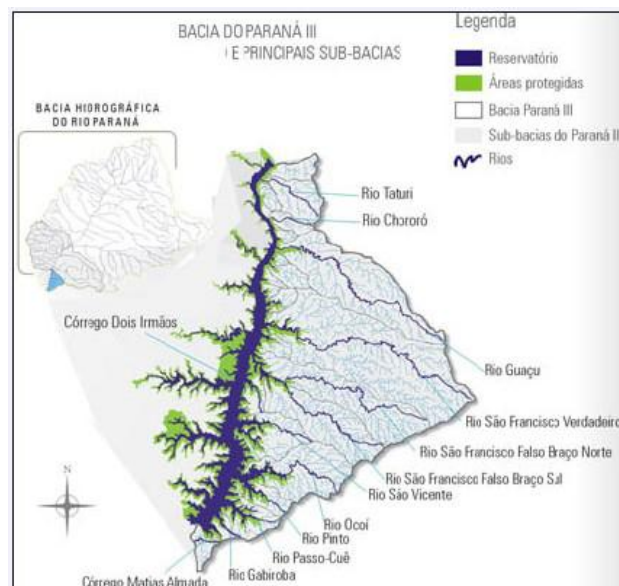 BACIA DO PARANÁ III
E PRINCIPAIS SUB-BACIAS
Legenda
Reservatório
Áreas protegidas
Bacia Paraná III
Sub-bacias do Paraná II
Rios
BACIA HIDROGRÁFICA
DO RIO PARANÁ
Rio Taturi
Rio Chororó
Córrego Dois Irmãos
Rio Guaçu
Rio São Francisco Verdadeiro
Rio São Francisco Falso Braço Norte
Rio São Francisco Falso Braço Sul
Rio São Vicente
Rio Ocoí
Rio Pinto
Rio Passo-Cuê
Rio Gabiroba
Córrego Matias Almada
N